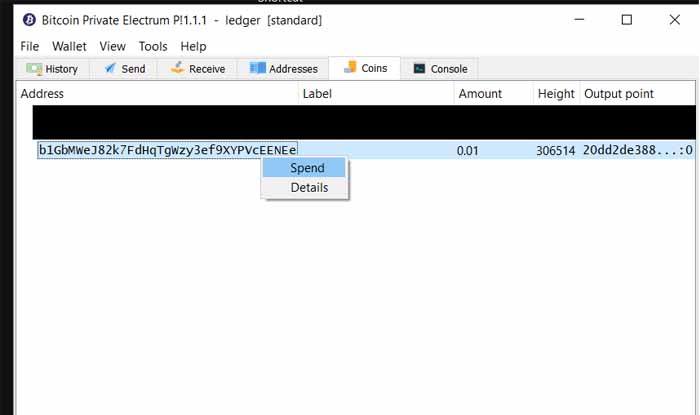 Bitcoin Private Electrum P!1.1.1 - ledger [standard]
File Wallet View Tools Help
History Send Receive Addresses Coins Console
Address Label Amount Height Output point
b1GbMWeJ82k7FdHqTgWzy3ef9XYPVcEENEe 0.01 306514 20dd2de388...:0
Spend
Details